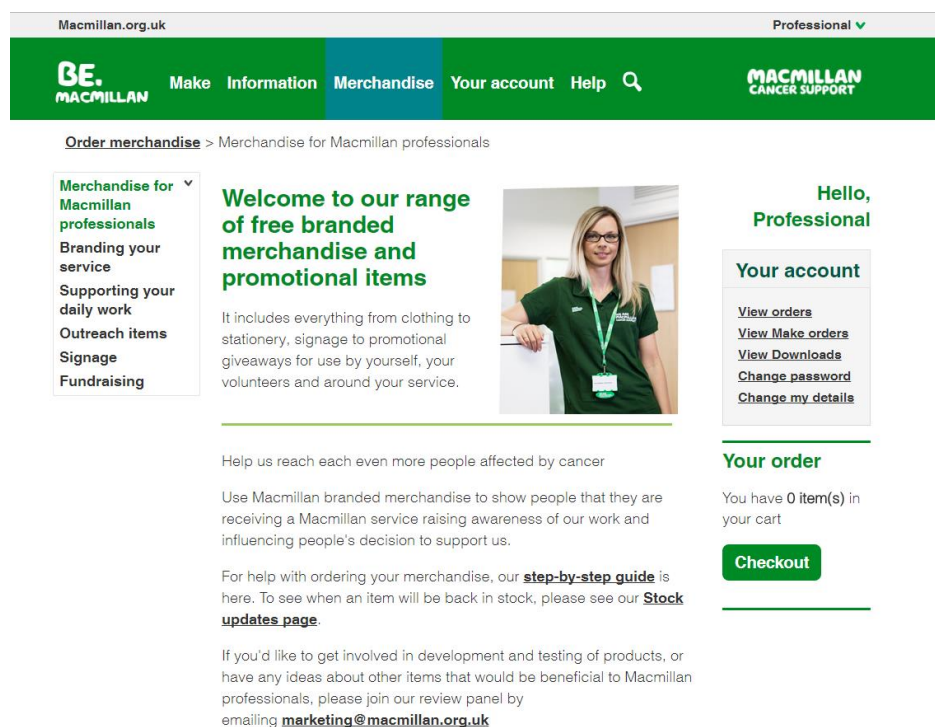 Macmillan.org.uk
Professional
BE.
MACMILLAN
Make Information Merchandise Your account Help
MACMILLAN
CANCER SUPPORT
Order merchandise > Merchandise for Macmillan professionals
Merchandise for
Macmillan
professionals
Branding your
service
Supporting your
daily work
Outreach items
Signage
Fundraising
Welcome to our range
of free branded
merchandise and
promotional items
It includes everything from clothing to
stationery, signage to promotional
giveaways for use by yourself, your
volunteers and around your service.
Help us reach each even more people affected by cancer
Use Macmillan branded merchandise to show people that they are
receiving a Macmillan service raising awareness of our work and
influencing people's decision to support us.
For help with ordering your merchandise, our step-by-step guide is
here. To see when an item will be back in stock, please see our Stock
updates page.
If you'd like to get involved in development and testing of products, or
have any ideas about other items that would be beneficial to Macmillan
professionals, please join our review panel by
emailing marketing@macmillan.org.uk
Hello,
Professional
Your account
View orders
View Make orders
View Downloads
Change password
Change my details
Your order
You have 0 item(s) in
your cart
Checkout